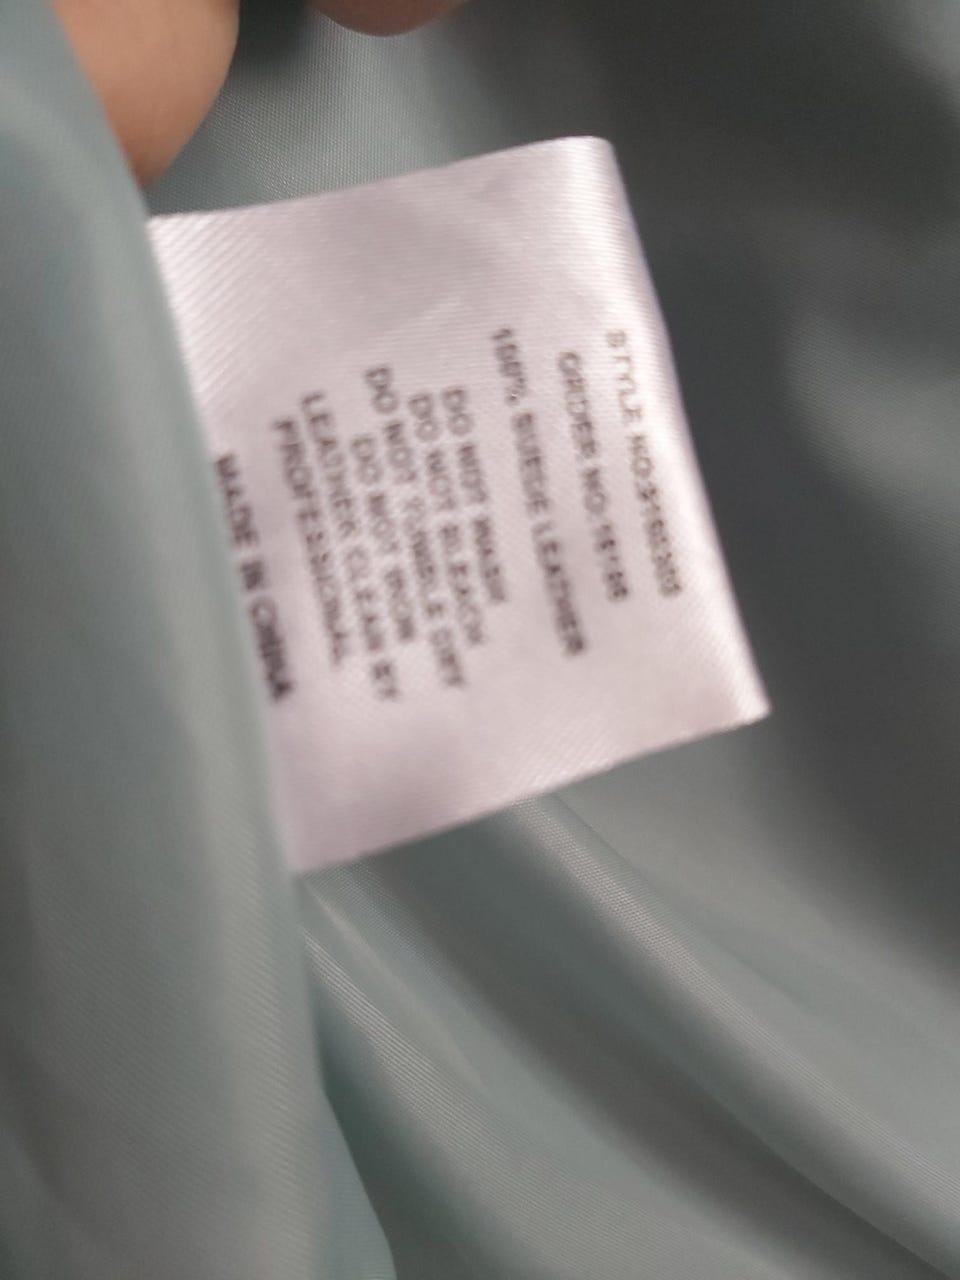 STYLE NO:
ORDER NO:
100% SUEDE LEATHER
DO NOT WASH
DO NOT BLEACH
DO NOT TUMBLE DRY
DO NOT IRON
LEATHER CLEAN BY
PROFESSIONAL
MADE IN CHINA